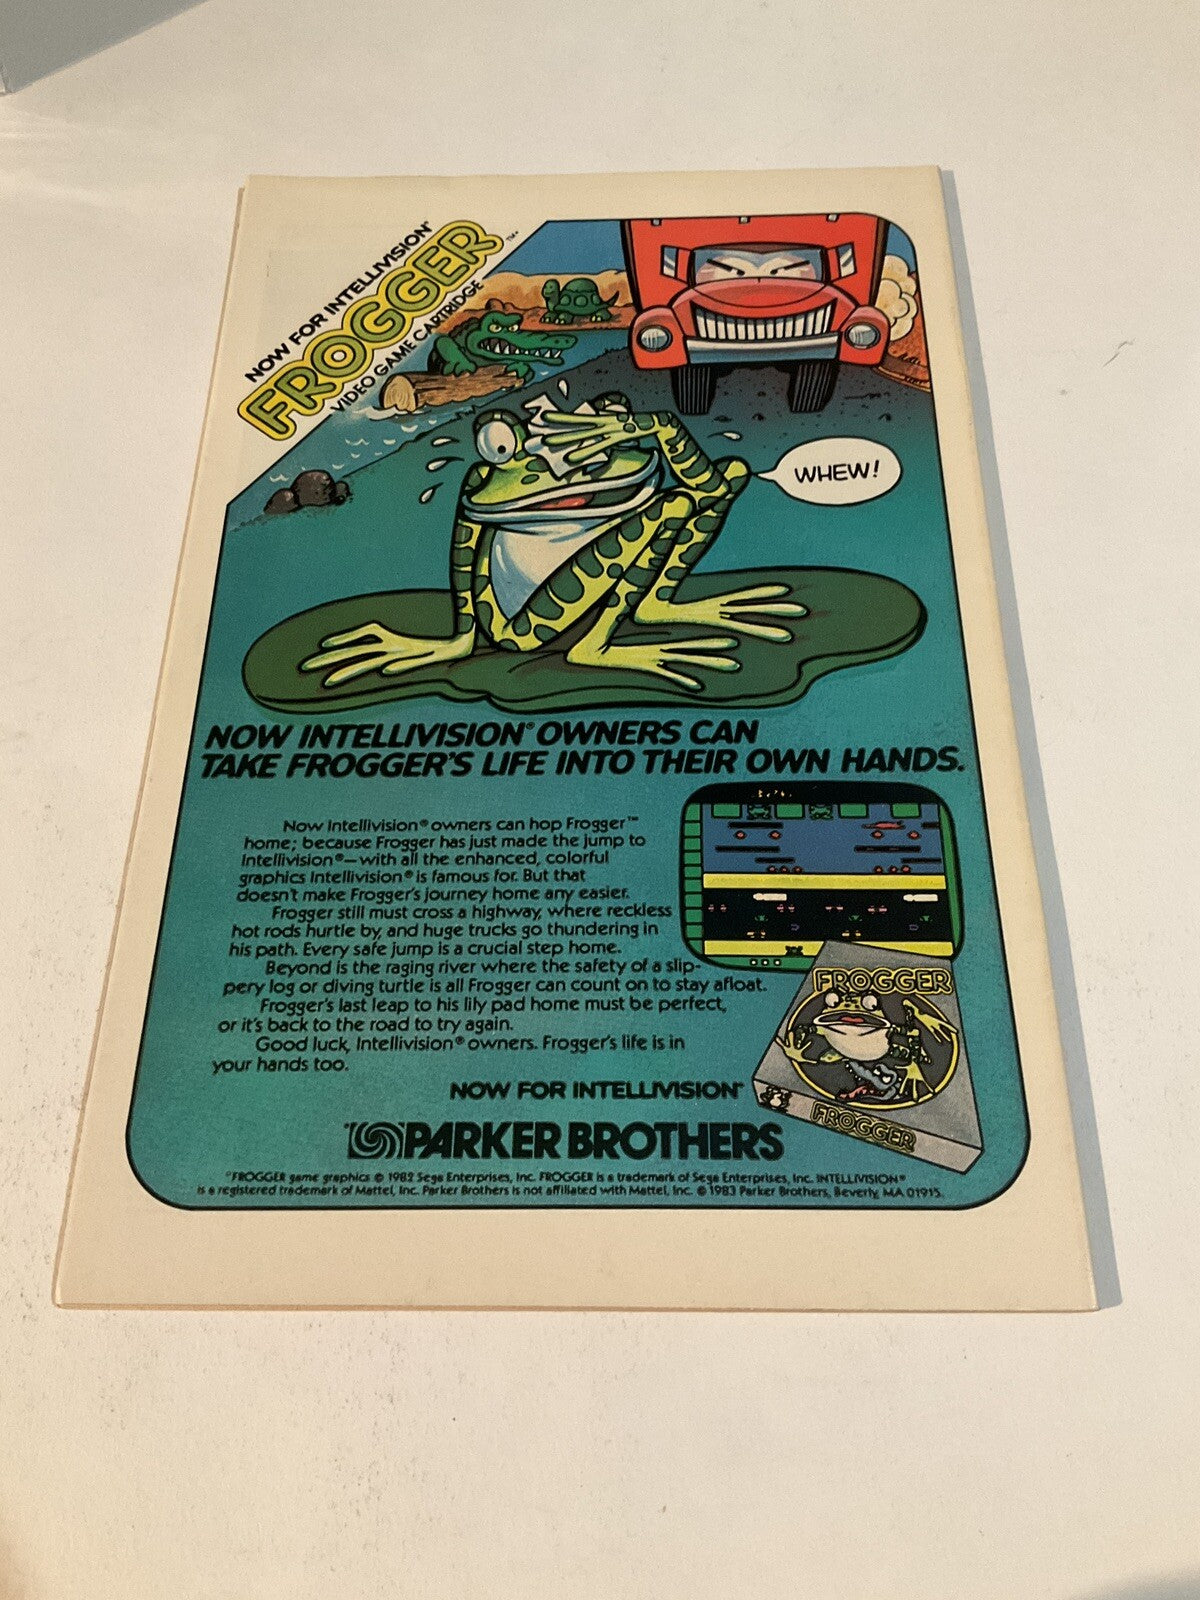 NOW FOR INTELLIVISION®
FROGGER™
VIDEO GAME CARTRIDGE
WHEW!
NOW INTELLIVISION® OWNERS CAN
TAKE FROGGER'S LIFE INTO THEIR OWN HANDS.
Now Intellivision® owners can hop Frogger™
home; because Frogger has just made the jump to
Intellivision®—with all the enhanced, colorful
graphics Intellivision® is famous for. But that
doesn't make Frogger's journey home any easier.
Frogger still must cross a highway, where reckless
hot rods hurtle by, and huge trucks go thundering in
his path. Every safe jump is a crucial step home.
Beyond is the raging river where the safety of a slip-
pery log or diving turtle is all Frogger can count on to stay afloat.
Frogger's last leap to his lily pad home must be perfect,
or it's back to the road to try again.
Good luck, Intellivision® owners. Frogger's life is in
your hands too.
FROGGER
FROGGER
NOW FOR INTELLIVISION®
PARKER BROTHERS
©FROGGER game graphics © 1982 Sega Enterprises, Inc. FROGGER is a trademark of Sega Enterprises, Inc. INTELLIVISION®
is a registered trademark of Mattel, Inc. Parker Brothers is not affiliated with Mattel, Inc. © 1983 Parker Brothers, Beverly, MA 01915.